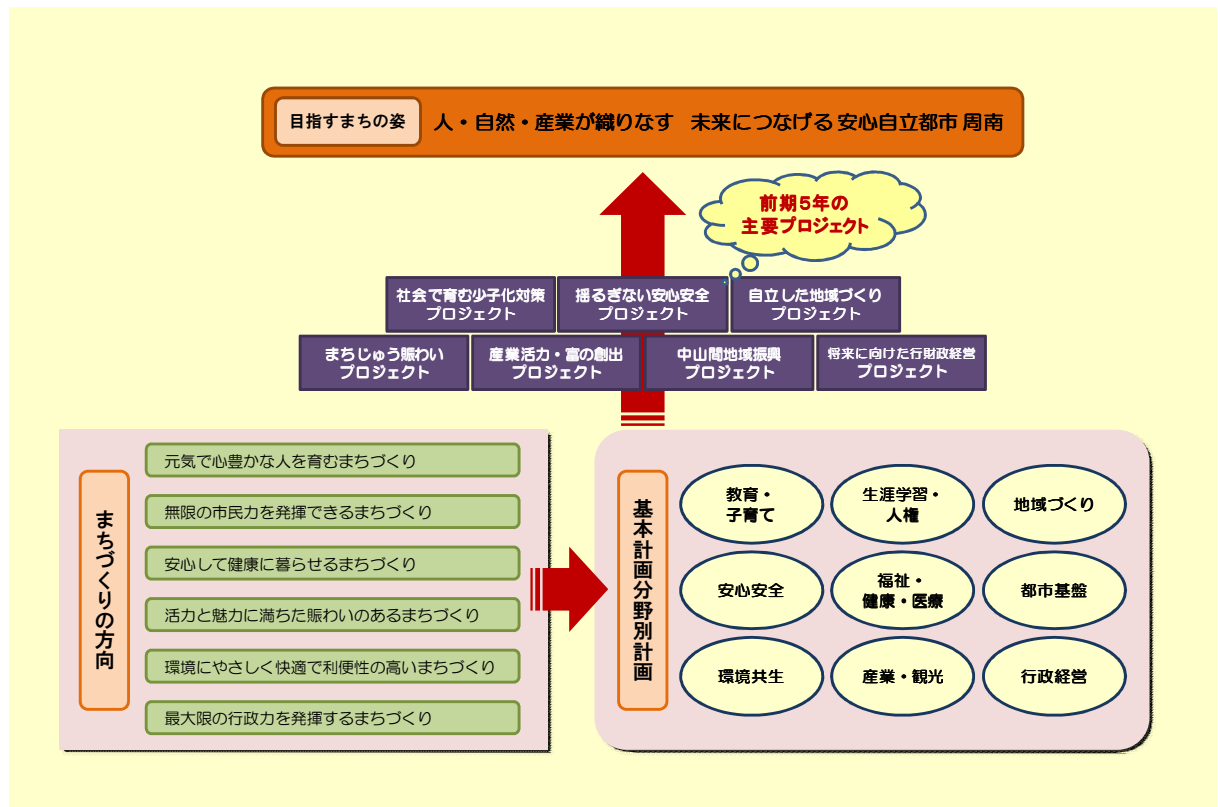 目指すまちの姿
人・自然・産業が織りなす 未来につなげる 安心自立都市 周南
前期5年の
主要プロジェクト
社会で育む少子化対策
プロジェクト
揺るぎない安心安全
プロジェクト
自立した地域づくり
プロジェクト
まちじゅう賑わい
プロジェクト
産業活力・富の創出
プロジェクト
中山間地域振興
プロジェクト
将来に向けた行財政経営
プロジェクト
まちづくりの方向
元気で心豊かな人を育むまちづくり
無限の市民力を発揮できるまちづくり
安心して健康に暮らせるまちづくり
活力と魅力に満ちた賑わいのあるまちづくり
環境にやさしく快適で利便性の高いまちづくり
最大限の行政力を発揮するまちづくり
基本計画分野別計画
教育・
子育て
生涯学習・
人権
地域づくり
安心安全
福祉・
健康・医療
都市基盤
環境共生
産業・観光
行政経営